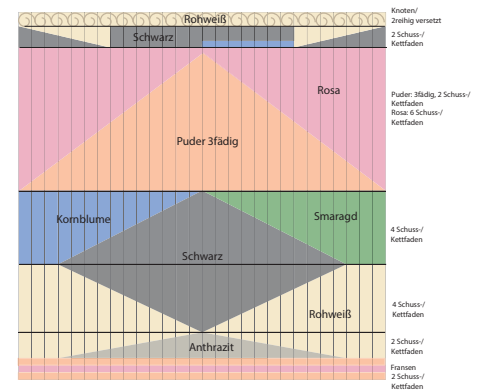 Rohweiß
Knoten/
2reihig versetzt
Schwarz
2 Schuss-/
Kettfaden
Rosa
Puder: 3fädig, 2 Schuss-/
Kettfaden
Rosa: 6 Schuss-/
Kettfaden
Puder 3fädig
Kornblume
Smaragd
4 Schuss-/
Kettfaden
Schwarz
Rohweiß
4 Schuss-/
Kettfaden
Anthrazit
2 Schuss-/
Kettfaden
Fransen
2 Schuss-/
Kettfaden